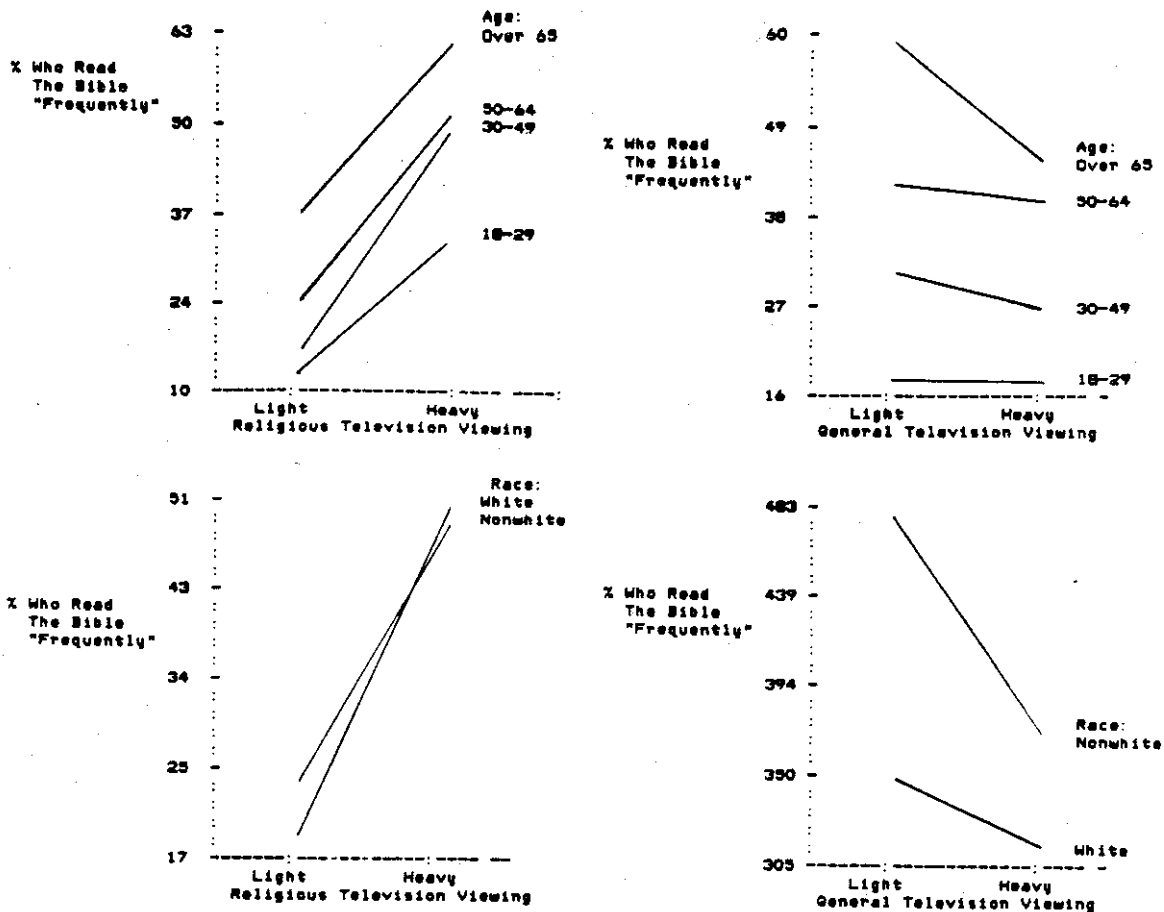 Age:
Over 65
63
% Who Read
The Bible
"Frequently"
50
50-64
30-49
37
18-29
24
10
Light Heavy
Religious Television Viewing
60
49
% Who Read
The Bible
"Frequently"
Age:
Over 65
38
50-64
27
30-49
16
18-29
Light Heavy
General Television Viewing
Race:
White
Nonwhite
51
43
% Who Read
The Bible
"Frequently"
34
25
17
Light Heavy
Religious Television Viewing
483
439
% Who Read
The Bible
"Frequently"
394
Race:
Nonwhite
350
White
305
Light Heavy
General Television Viewing